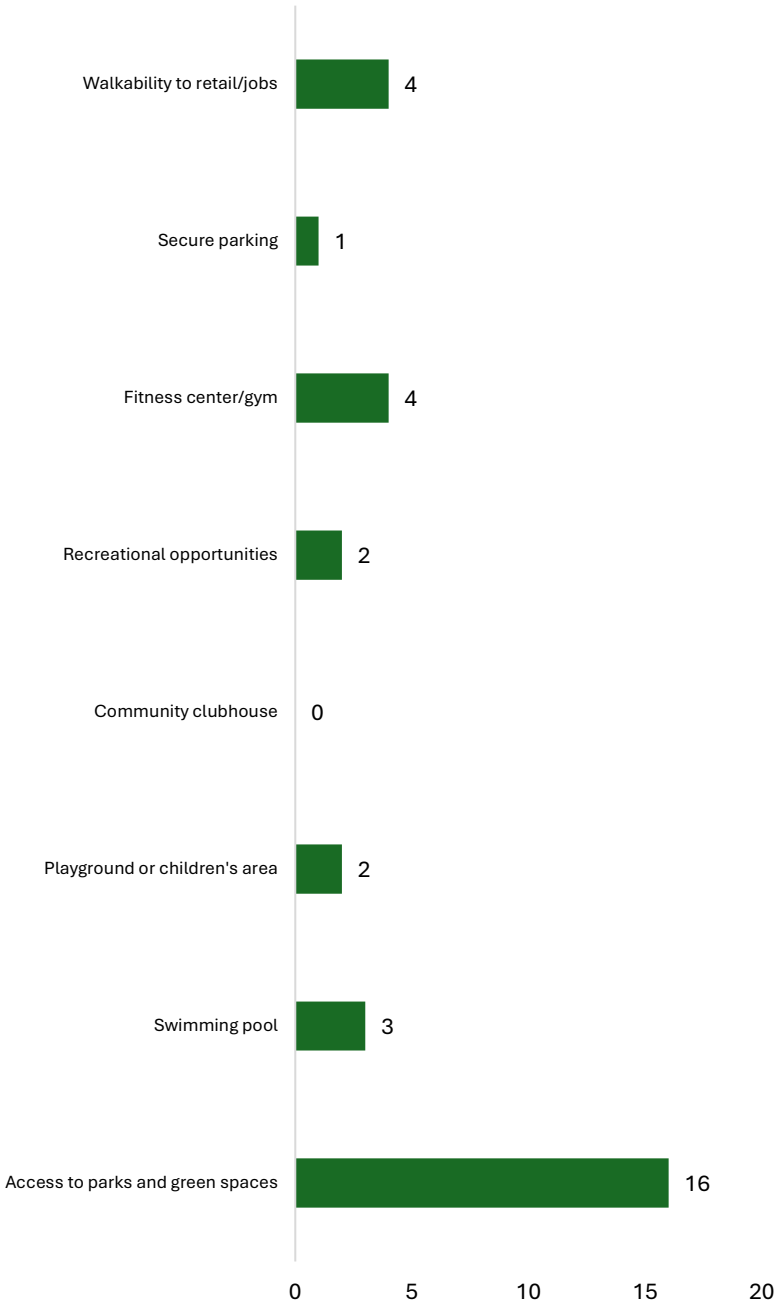 Walkability to retail/jobs 4
Secure parking 1
Fitness center/gym 4
Recreational opportunities 2
Community clubhouse 0
Playground or children's area 2
Swimming pool 3
Access to parks and green spaces 16
0 5 10 15 20